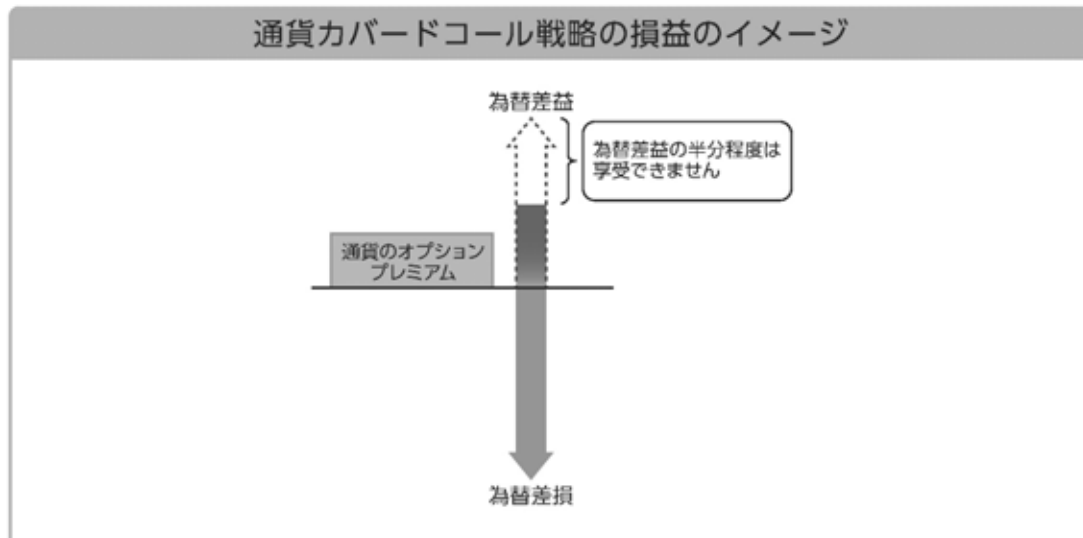 通貨カバードコール戦略の損益のイメージ
為替差益
為替差益の半分程度は
享受できません
通貨のオプション
プレミアム
為替差損